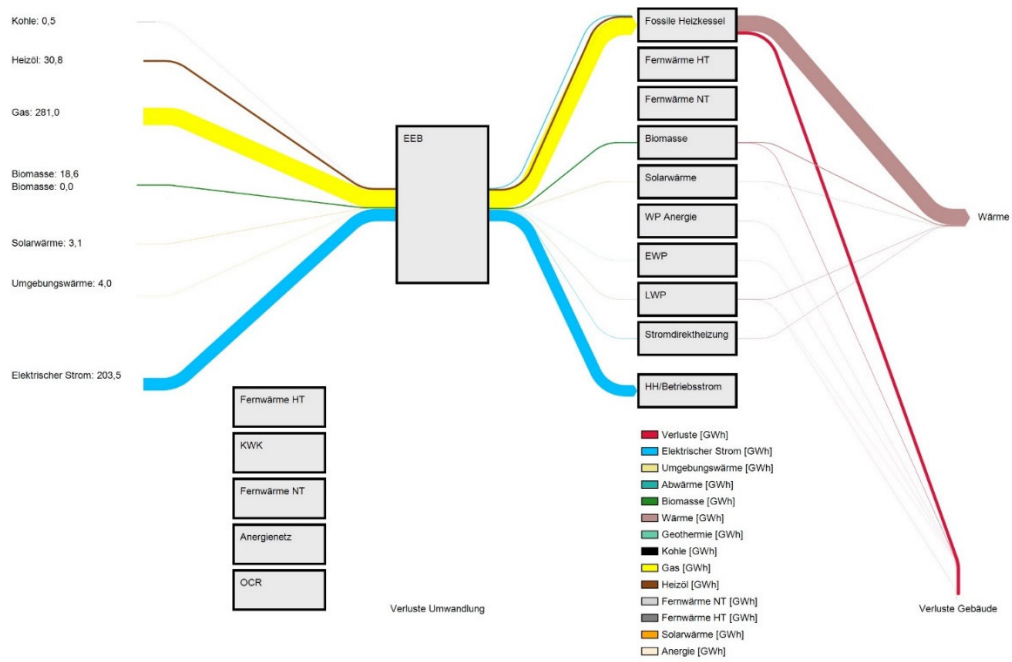 Kohle: 0,5
Heizöl: 30,8
Gas: 281,0
Biomasse: 18,6
Biomasse: 0,0
Solarwärme: 3,1
Umgebungswärme: 4,0
Elektrischer Strom: 203,5
Fernwärme HT
KWK
Fernwärme NT
Anergienetz
OCR
EEB
Verluste Umwandlung
Fossile Heizkessel
Fernwärme HT
Fernwärme NT
Biomasse
Solarwärme
WP Anergie
EWP
LWP
Stromdirektheizung
HH/Betriebsstrom
Verluste [GWh]
Elektrischer Strom [GWh]
Umgebungswärme [GWh]
Abwärme [GWh]
Biomasse [GWh]
Wärme [GWh]
Geothermie [GWh]
Kohle [GWh]
Gas [GWh]
Heizöl [GWh]
Fernwärme NT [GWh]
Fernwärme HT [GWh]
Solarwärme [GWh]
Anergie [GWh]
Wärme
Verluste Gebäude